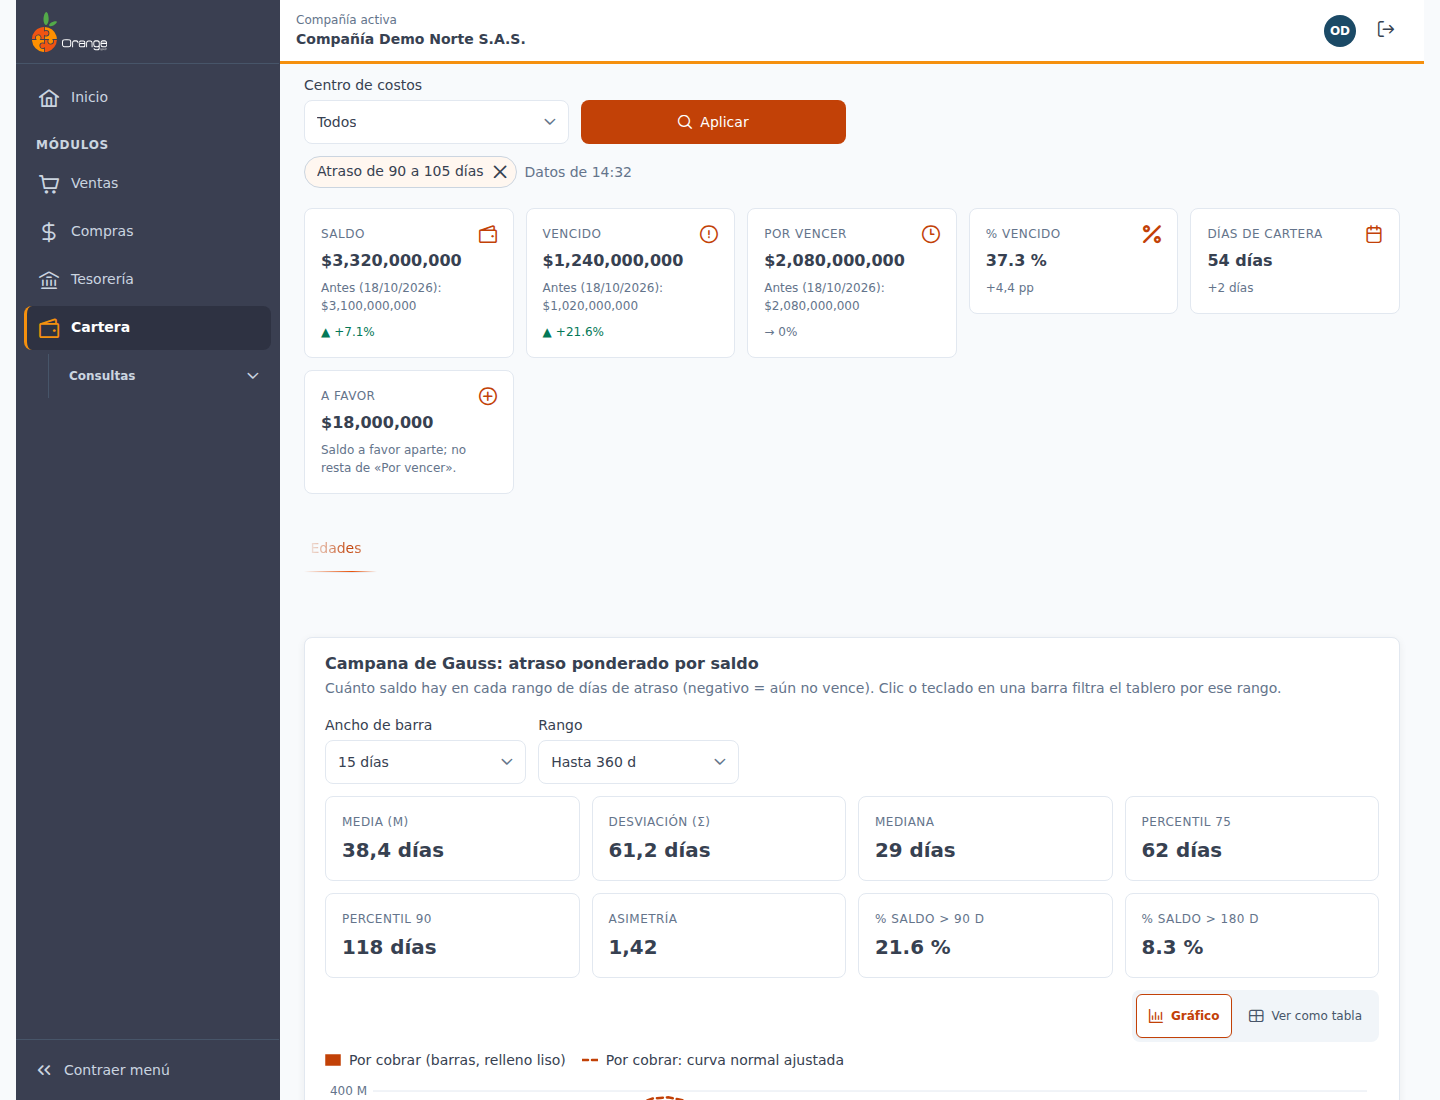 Orange
Compañía activa
Compañía Demo Norte S.A.S.
OD
Inicio
MÓDULOS
Ventas
Compras
Tesorería
Cartera
Consultas
Contraer menú
Centro de costos
Todos
Aplicar
Atraso de 90 a 105 días
Datos de 14:32
SALDO
$3,320,000,000
Antes (18/10/2026):
$3,100,000,000
▲ +7.1%
VENCIDO
$1,240,000,000
Antes (18/10/2026):
$1,020,000,000
▲ +21.6%
POR VENCER
$2,080,000,000
Antes (18/10/2026):
$2,080,000,000
→ 0%
% VENCIDO
37.3 %
+4,4 pp
DÍAS DE CARTERA
54 días
+2 días
A FAVOR
$18,000,000
Saldo a favor aparte; no
resta de «Por vencer».
Edades
Campana de Gauss: atraso ponderado por saldo
Cuánto saldo hay en cada rango de días de atraso (negativo = aún no vence). Clic o teclado en una barra filtra el tablero por ese rango.
Ancho de barra
15 días
Rango
Hasta 360 d
MEDIA (Μ)
38,4 días
DESVIACIÓN (Σ)
61,2 días
MEDIANA
29 días
PERCENTIL 75
62 días
PERCENTIL 90
118 días
ASIMETRÍA
1,42
% SALDO > 90 D
21.6 %
% SALDO > 180 D
8.3 %
Gráfico
Ver como tabla
Por cobrar (barras, relleno liso)
Por cobrar: curva normal ajustada
400 M